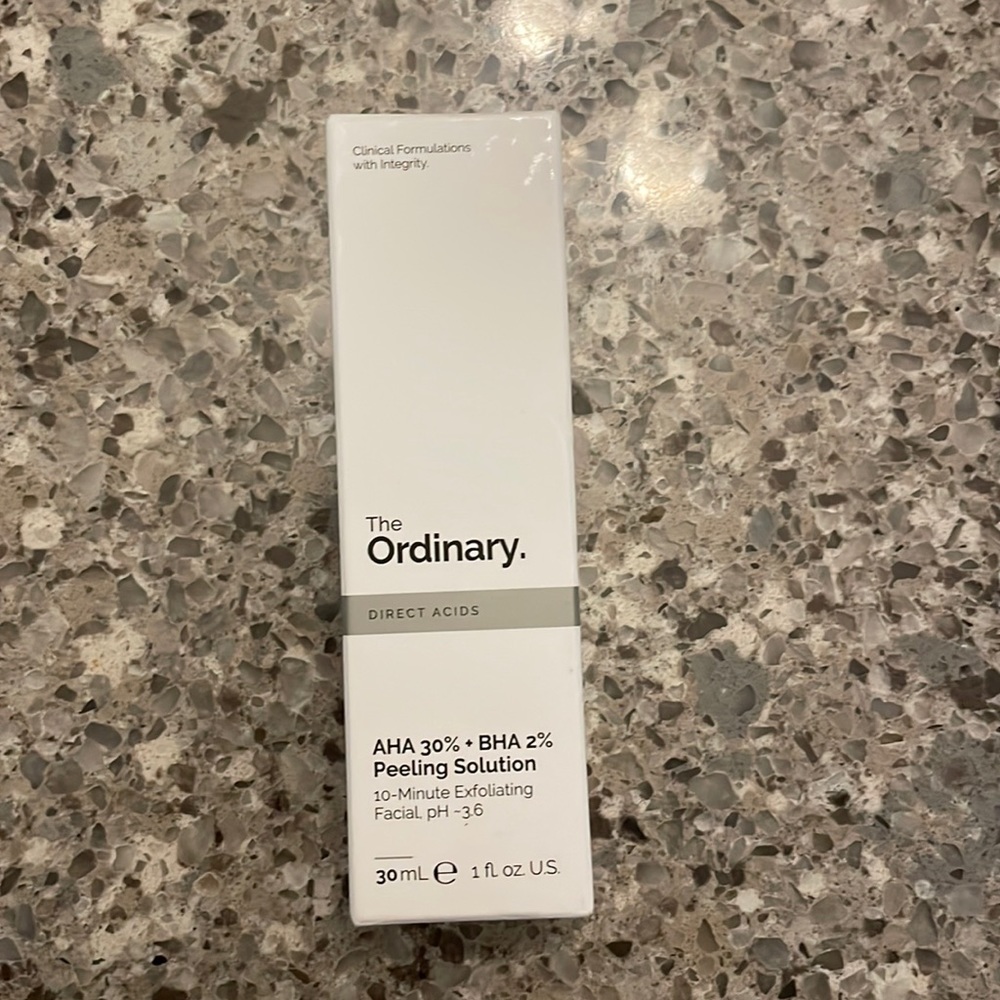 Clinical Formulations
with Integrity.
The
Ordinary.
DIRECT ACIDS
AHA 30% + BHA 2%
Peeling Solution
10-Minute Exfoliating
Facial, pH ~3.6
30 mL ℮ 1 fl. oz. U.S.